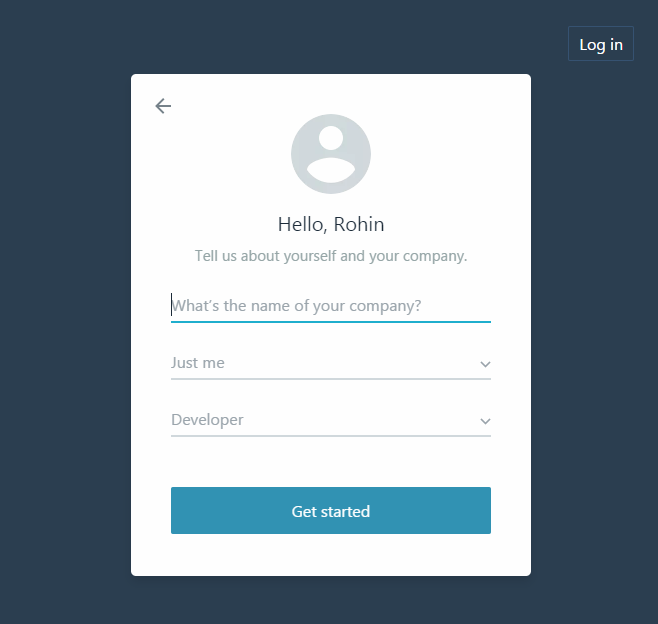 Log in
Hello, Rohin
Tell us about yourself and your company.
What's the name of your company?
Just me
Developer
Get started